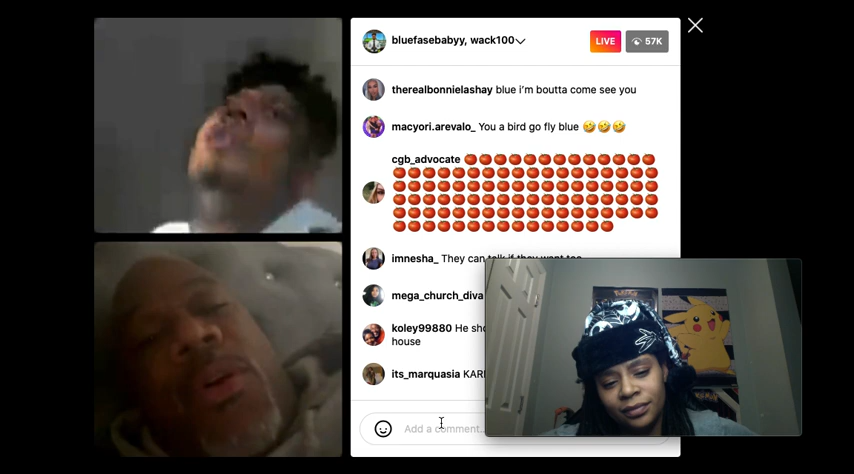 bluefasebabyy, wack100
LIVE
57K
therealbonnielashay blue i'm boutta come see you
macyori.arevalo_ You a bird go fly blue 🤣🤣🤣
cgb_advocate 🍅🍅🍅🍅🍅🍅🍅🍅🍅🍅🍅🍅🍅
🍅🍅🍅🍅🍅🍅🍅🍅🍅🍅🍅🍅🍅🍅🍅🍅🍅🍅
🍅🍅🍅🍅🍅🍅🍅🍅🍅🍅🍅🍅🍅🍅🍅🍅🍅🍅
🍅🍅🍅🍅🍅🍅🍅🍅🍅🍅🍅🍅🍅🍅🍅🍅🍅🍅
🍅🍅🍅🍅🍅🍅🍅🍅🍅🍅🍅🍅🍅🍅🍅🍅🍅🍅
🍅🍅🍅🍅🍅🍅🍅🍅🍅🍅🍅🍅🍅🍅🍅
imnesha_ They can talk if they want too
mega_church_diva
koley99880 He sho
house
its_marquasia KARI
Add a comment...